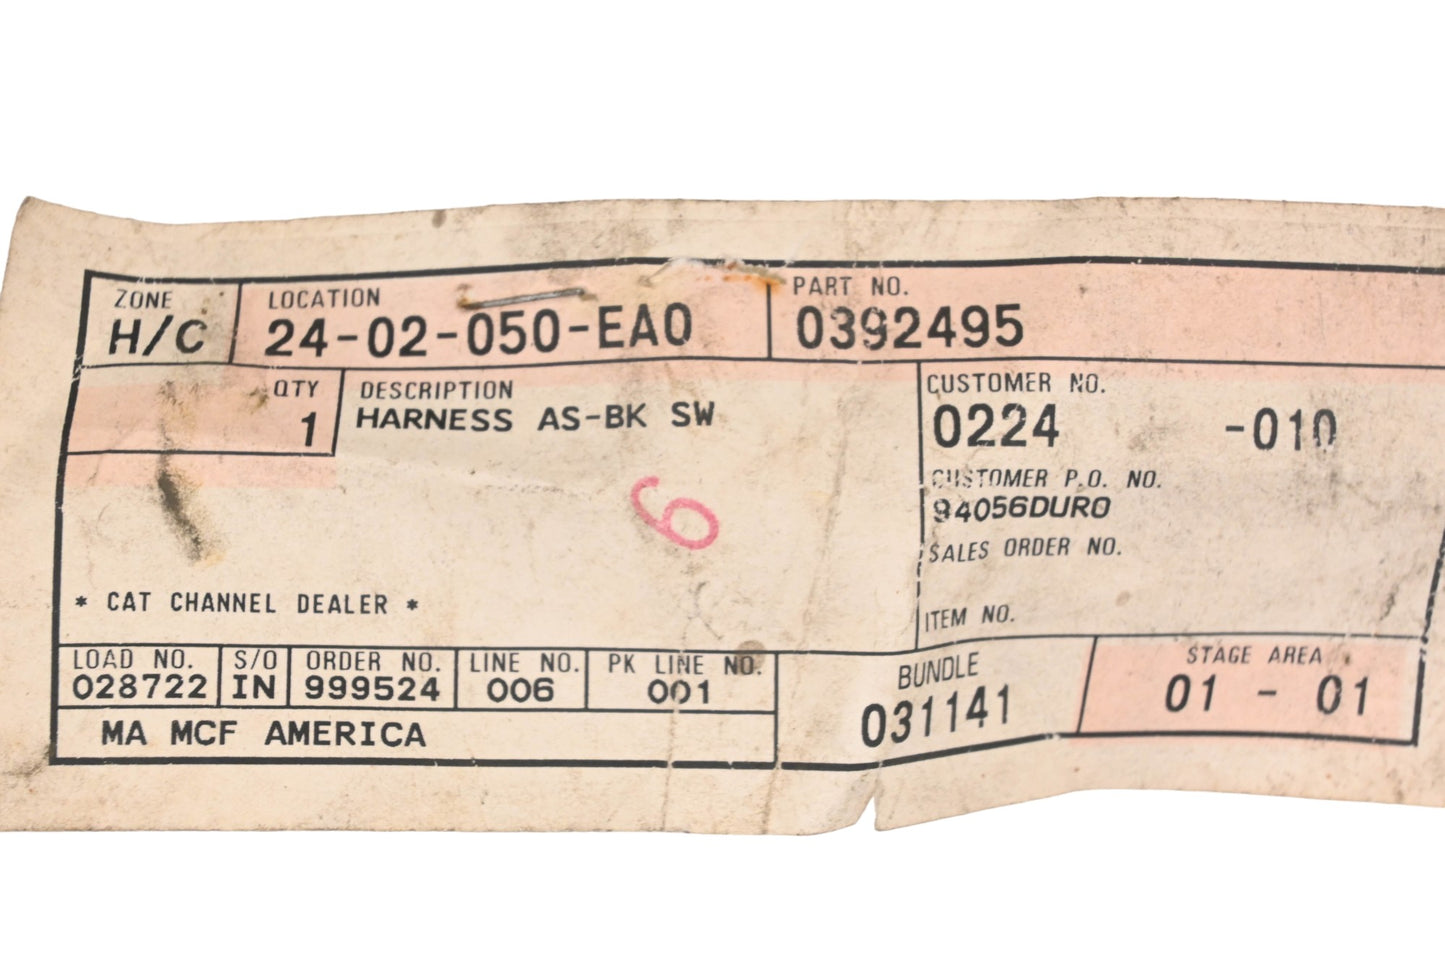 ZONE LOCATION PART NO.
H/C 24-02-050-EA0 0392495
QTY DESCRIPTION CUSTOMER NO.
1 HARNESS AS-BK SW 0224 -010
6
CUSTOMER P.O. NO.
94056DURO
SALES ORDER NO.
* CAT CHANNEL DEALER *
ITEM NO.
LOAD NO. S/O ORDER NO. LINE NO. PK LINE NO. BUNDLE STAGE AREA
028722 IN 999524 006 001 031141 01 - 01
MA MCF AMERICA